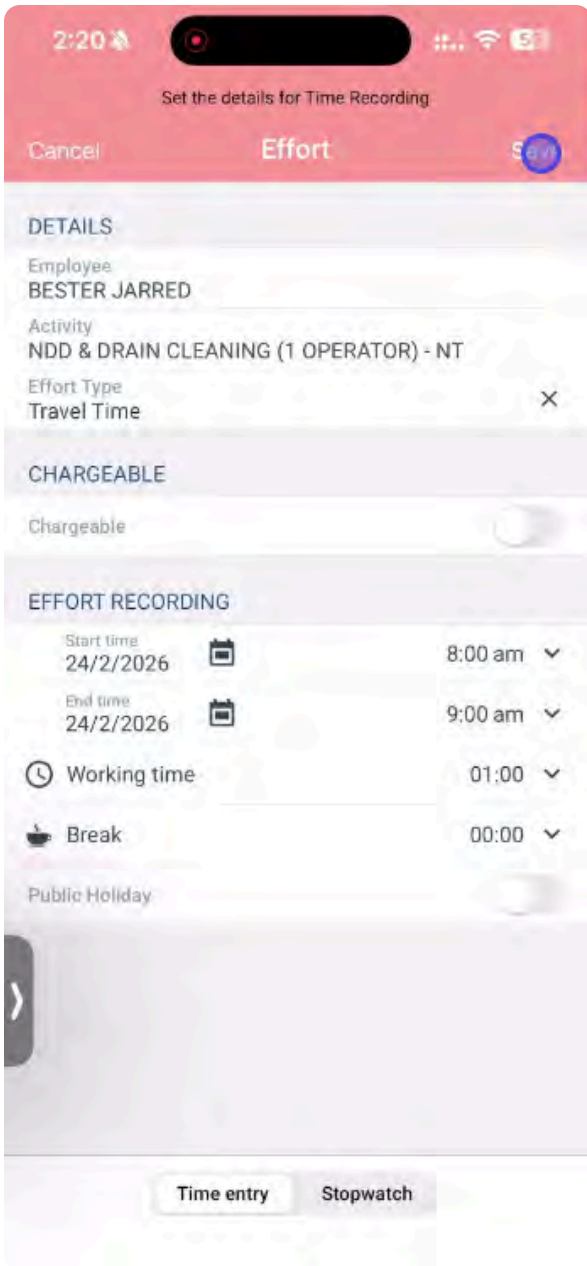 2:20
Set the details for Time Recording
Cancel Effort Save
DETAILS
Employee
BESTER JARRED
Activity
NDD & DRAIN CLEANING (1 OPERATOR) - NT
Effort Type
Travel Time
CHARGEABLE
Chargeable
EFFORT RECORDING
Start time
24/2/2026 8:00 am
End time
24/2/2026 9:00 am
Working time 01:00
Break 00:00
Public Holiday
Time entry Stopwatch